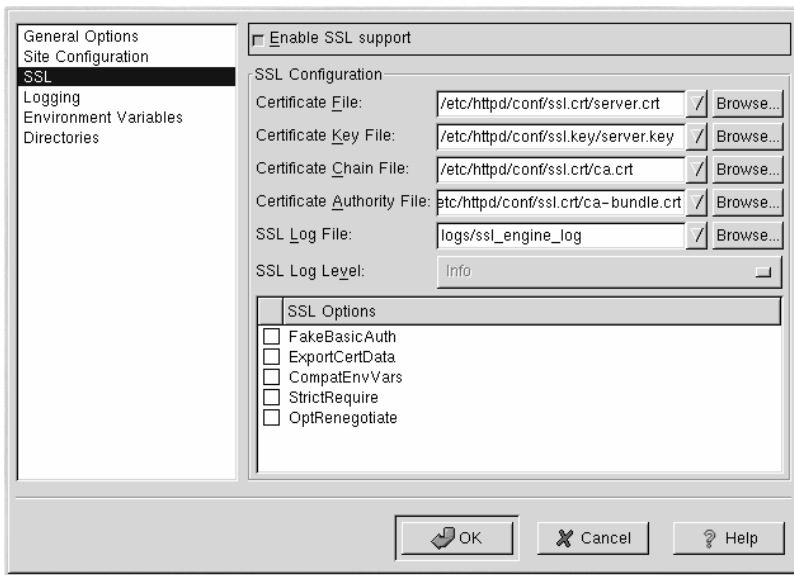 General Options
Site Configuration
SSL
Logging
Environment Variables
Directories
Enable SSL support
SSL Configuration
Certificate File: /etc/httpd/conf/ssl.crt/server.crt Browse...
Certificate Key File: /etc/httpd/conf/ssl.key/server.key Browse...
Certificate Chain File: /etc/httpd/conf/ssl.crt/ca.crt Browse...
Certificate Authority File: etc/httpd/conf/ssl.crt/ca-bundle.crt Browse...
SSL Log File: logs/ssl_engine_log Browse...
SSL Log Level: Info
SSL Options
FakeBasicAuth
ExportCertData
CompatEnvVars
StrictRequire
OptRenegotiate
OK Cancel Help